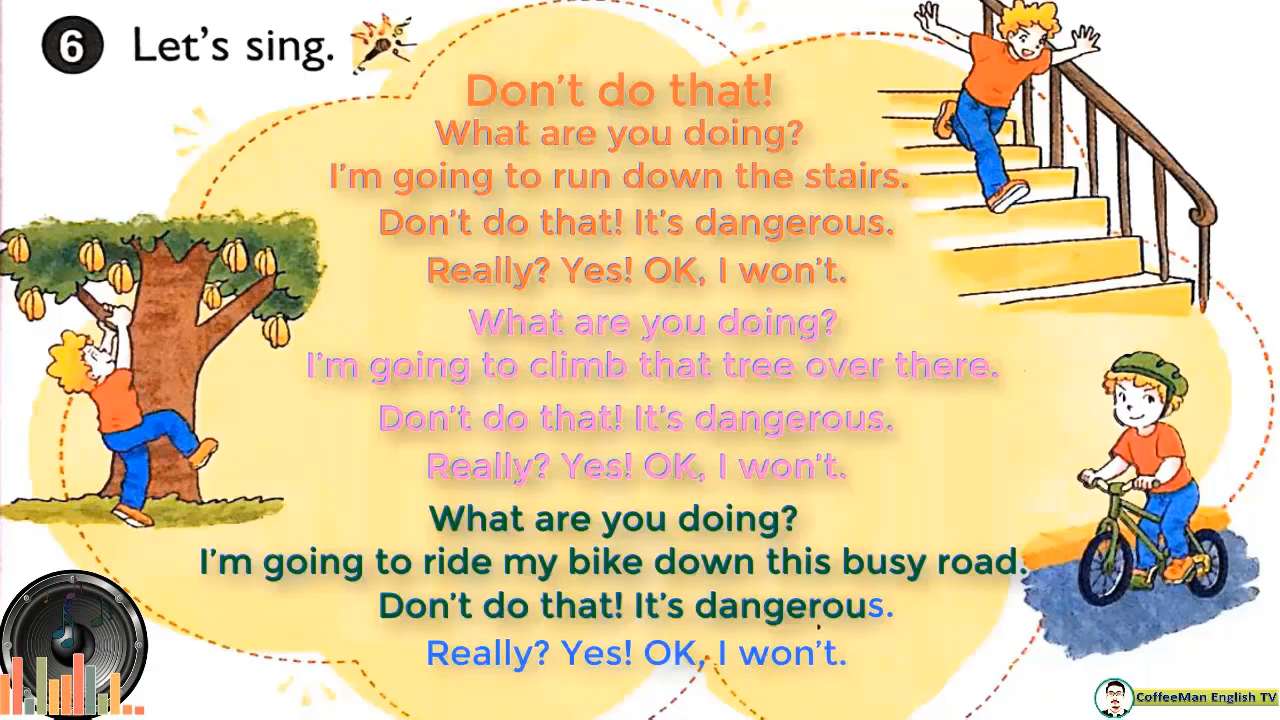 6 Let's sing.
Don't do that!
What are you doing?
I'm going to run down the stairs.
Don't do that! It's dangerous.
Really? Yes! OK, I won't.
What are you doing?
I'm going to climb that tree over there.
Don't do that! It's dangerous.
Really? Yes! OK, I won't.
What are you doing?
I'm going to ride my bike down this busy road.
Don't do that! It's dangerous.
Really? Yes! OK, I won't.
CoffeeMan English TV